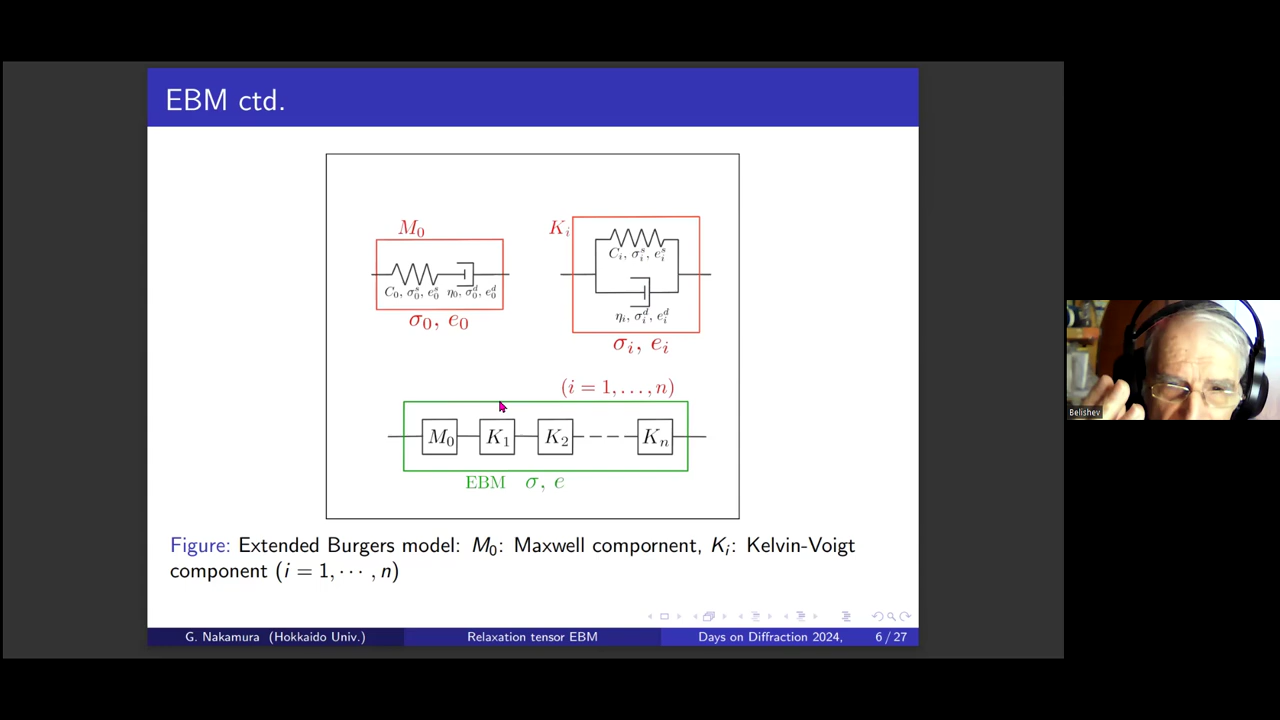 EBM ctd.
M₀
Kᵢ
C₀, σ₀ˢ, e₀ˢ η₀, σ₀ᵈ, e₀ᵈ
Cᵢ, σᵢˢ, eᵢˢ
ηᵢ, σᵢᵈ, eᵢᵈ
σ₀, e₀
σᵢ, eᵢ
(i = 1, . . . , n)
M₀ K₁ K₂ Kₙ
EBM σ, e
Figure: Extended Burgers model: M₀: Maxwell compornent, Kᵢ: Kelvin-Voigt
component (i = 1, ⋯ , n)
G. Nakamura (Hokkaido Univ.) Relaxation tensor EBM Days on Diffraction 2024, 6 / 27
Belishev